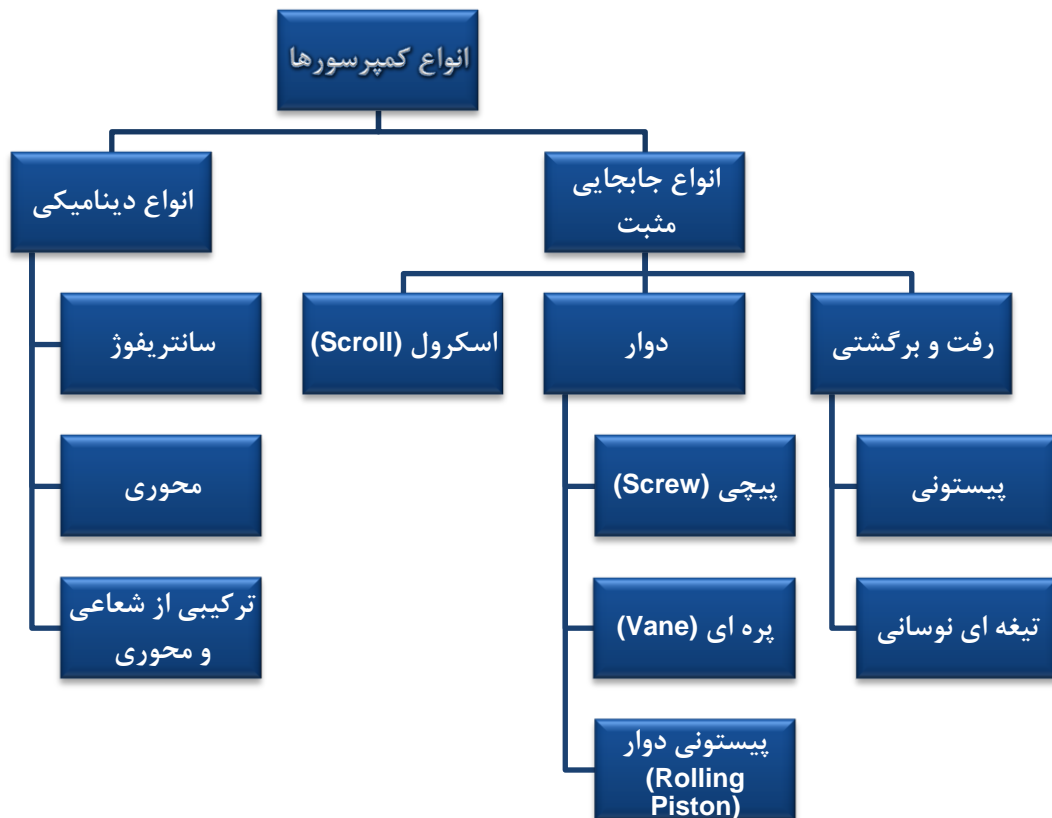 انواع کمپرسورها
انواع جابجایی
مثبت
انواع دینامیکی
رفت و برگشتی
دوار
اسکرول (Scroll)
سانتریفوژ
پیستونی
پیچی (Screw)
محوری
تیغه ای نوسانی
پره ای (Vane)
ترکیبی از شعاعی
و محوری
پیستونی دوار
(Rolling
Piston)